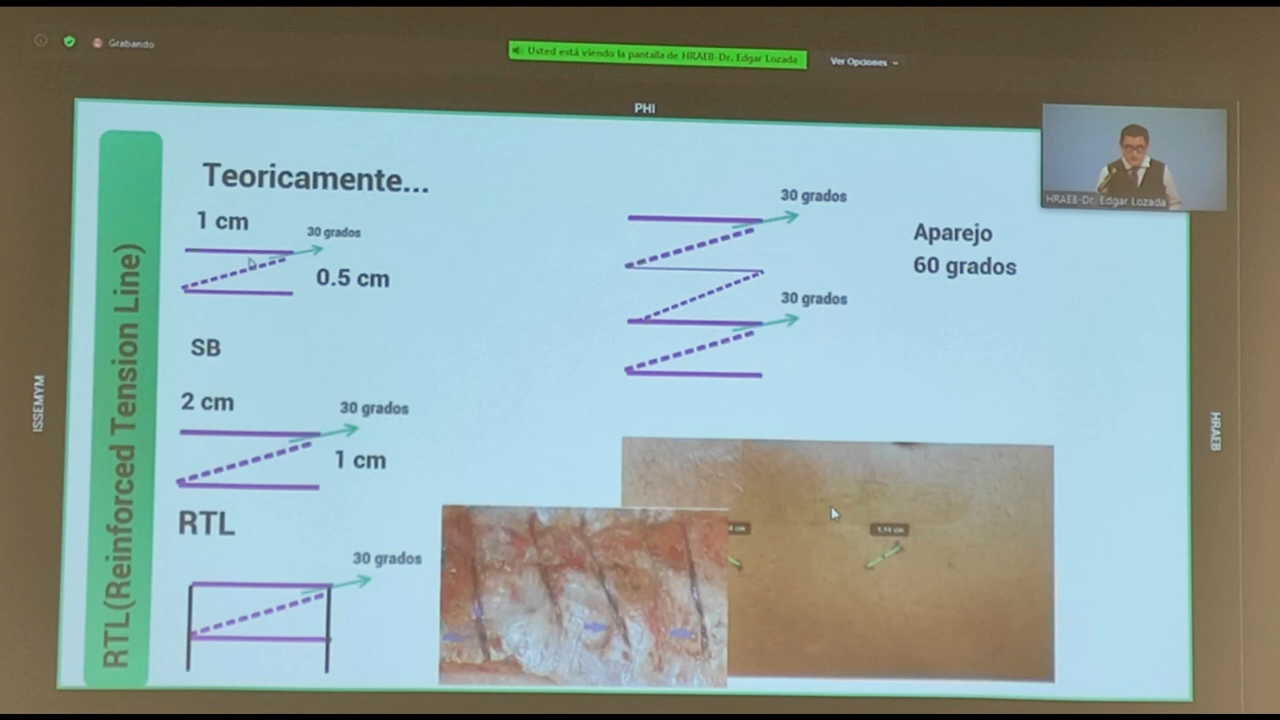 Grabando
Usted está viendo la pantalla de HRAEB-Dr. Edgar Lozada
Ver Opciones
PHI
HRAEB-Dr. Edgar Lozada
ISSEMYM
HRAEB
RTL(Reinforced Tension Line)
Teoricamente...
1 cm
30 grados
0.5 cm
SB
2 cm
30 grados
1 cm
RTL
30 grados
30 grados
30 grados
Aparejo
60 grados
cm